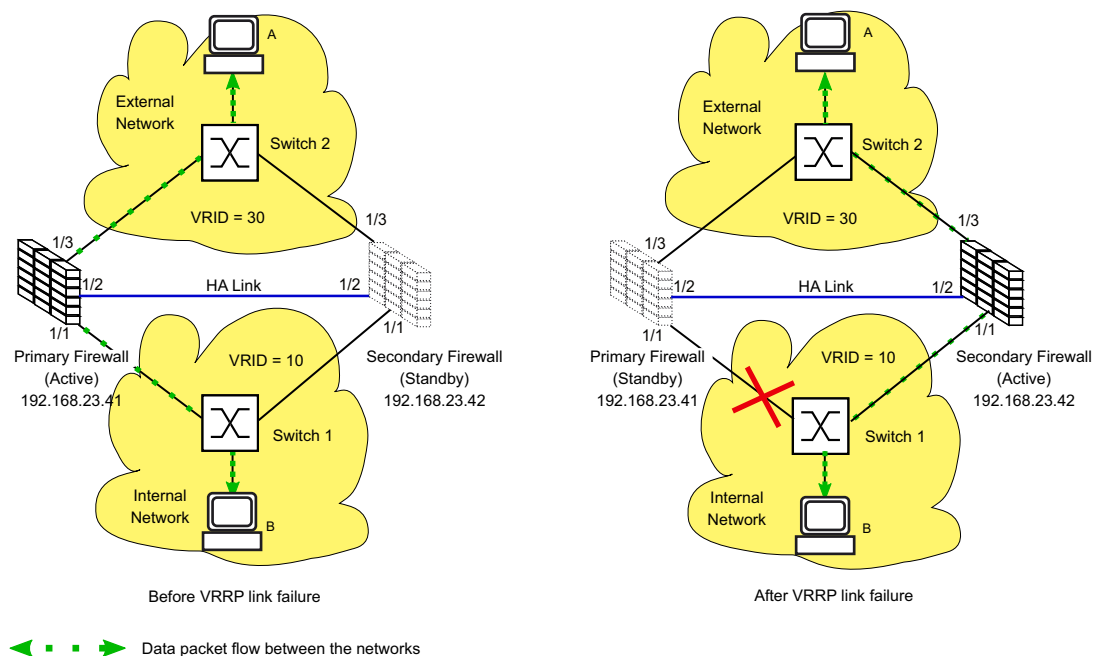 A
External
Network
Switch 2
VRID = 30
1/3
1/3
1/2
HA Link
1/2
1/1
1/1
Primary Firewall
(Active)
192.168.23.41
VRID = 10
Secondary Firewall
(Standby)
192.168.23.42
Switch 1
Internal
Network
B
Before VRRP link failure
A
External
Network
Switch 2
VRID = 30
1/3
1/3
1/2
HA Link
1/2
1/1
1/1
Primary Firewall
(Standby)
192.168.23.41
VRID = 10
Secondary Firewall
(Active)
192.168.23.42
Switch 1
Internal
Network
B
After VRRP link failure
Data packet flow between the networks